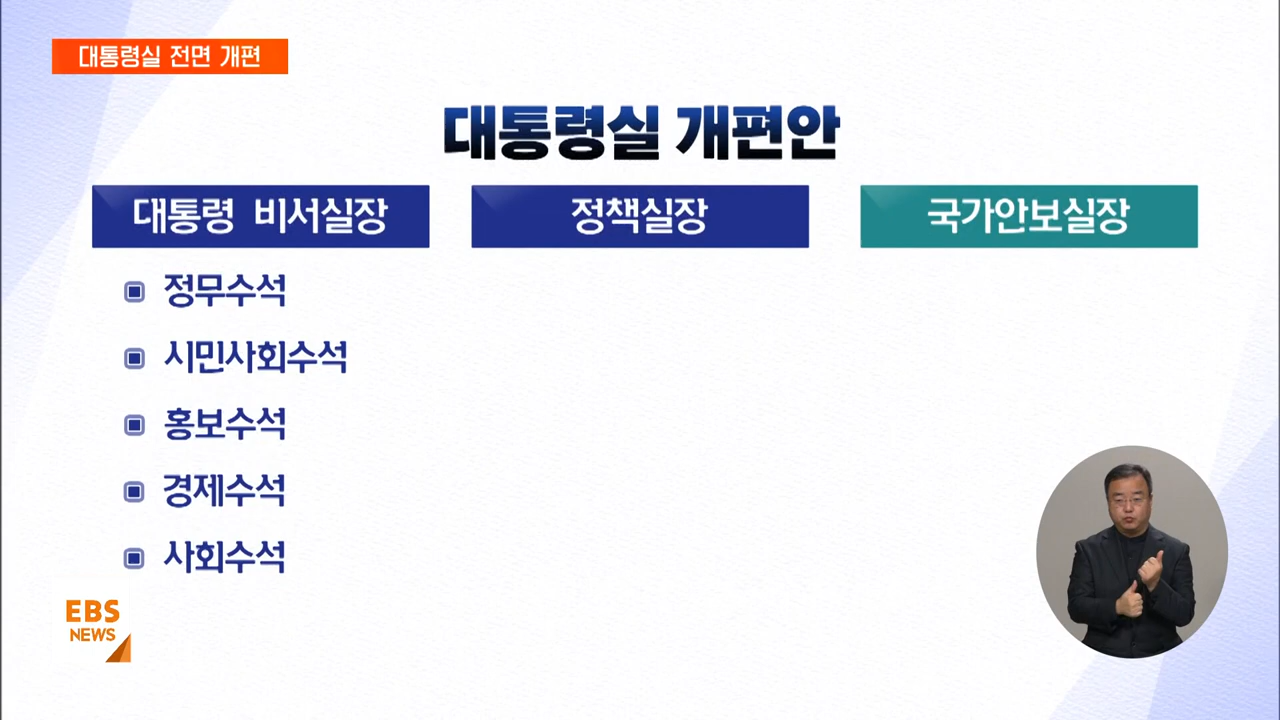 대통령실 전면 개편
대통령실 개편안
대통령 비서실장
정책실장
국가안보실장
정무수석
시민사회수석
홍보수석
경제수석
사회수석
EBS
NEWS